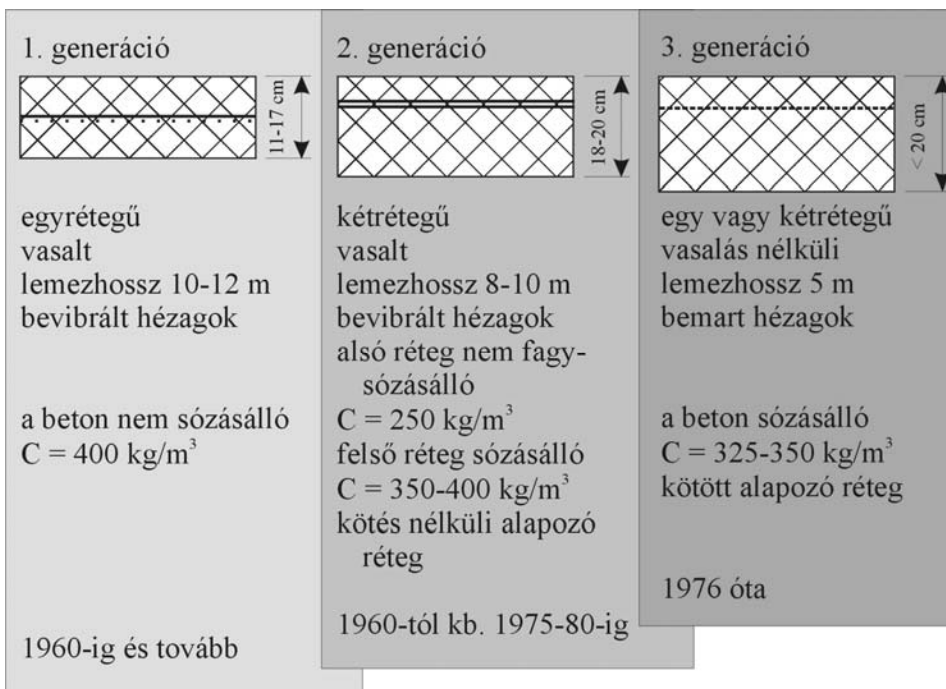 1. generáció
11-17 cm
egyrétegű
vasalt
lemezhossz 10-12 m
bevibrált hézagok
a beton nem sózásálló
C = 400 kg/m³
1960-ig és tovább
2. generáció
18-20 cm
kétrétegű
vasalt
lemezhossz 8-10 m
bevibrált hézagok
alsó réteg nem fagy-
sózásálló
C = 250 kg/m³
felső réteg sózásálló
C = 350-400 kg/m³
kötés nélküli alapozó
réteg
1960-tól kb. 1975-80-ig
3. generáció
< 20 cm
egy vagy kétrétegű
vasalás nélküli
lemezhossz 5 m
bemart hézagok
a beton sózásálló
C = 325-350 kg/m³
kötött alapozó réteg
1976 óta